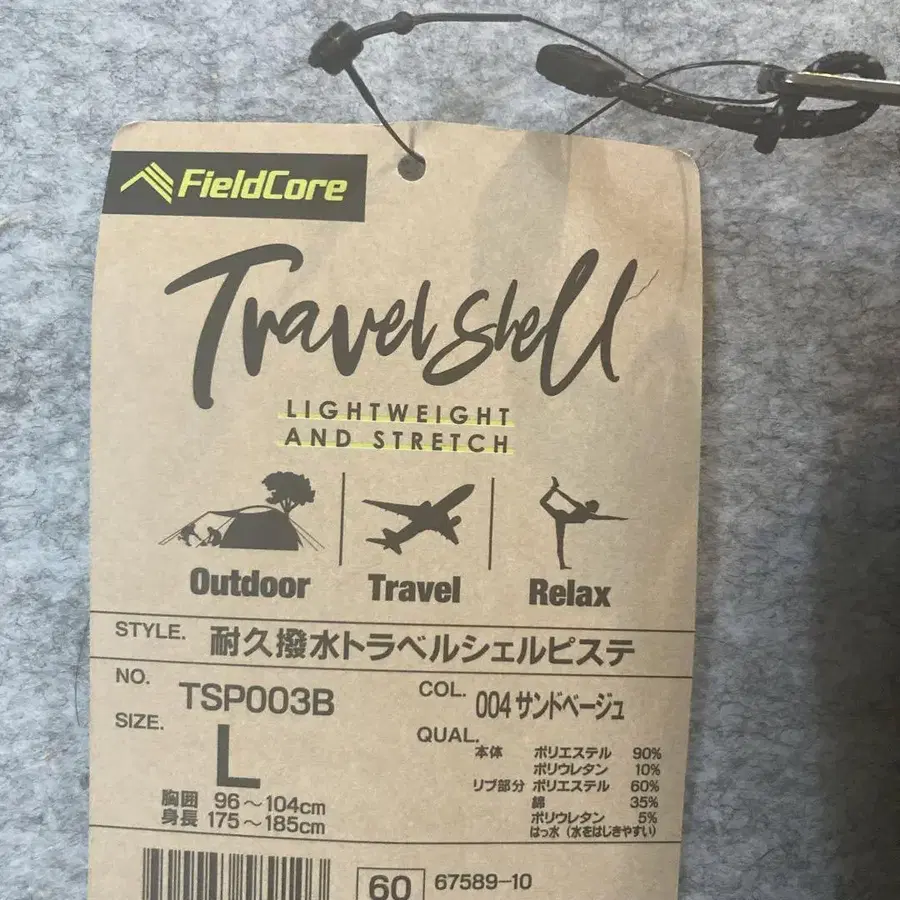 FieldCore
Travel Shell
LIGHTWEIGHT
AND STRETCH
Outdoor Travel Relax
STYLE. 耐久撥水トラベルシェルピステ
NO. TSP003B
COL. 004 サンドベージュ
SIZE. L
胸囲 96～104cm
身長 175～185cm
QUAL.
本体 ポリエステル 90%
ポリウレタン 10%
リブ部分 ポリエステル 60%
綿 35%
ポリウレタン 5%
はっ水（水をはじきやすい）
60 67589-10